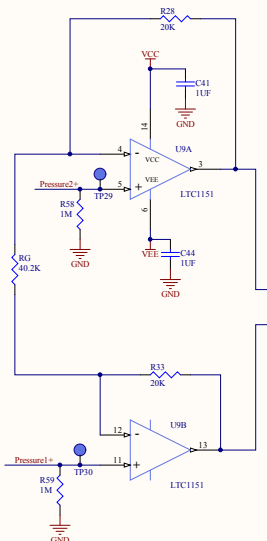 R28
20K
VCC
C41
1UF
GND
14
U9A
4
-
VCC
3
Pressure2+
5
+
VEE
TP29
LTC1151
R58
1M
6
GND
VEE
C44
1UF
GND
RG
40.2K
R33
20K
12
-
U9B
13
Pressure1+
11
+
TP30
LTC1151
R59
1M
GND